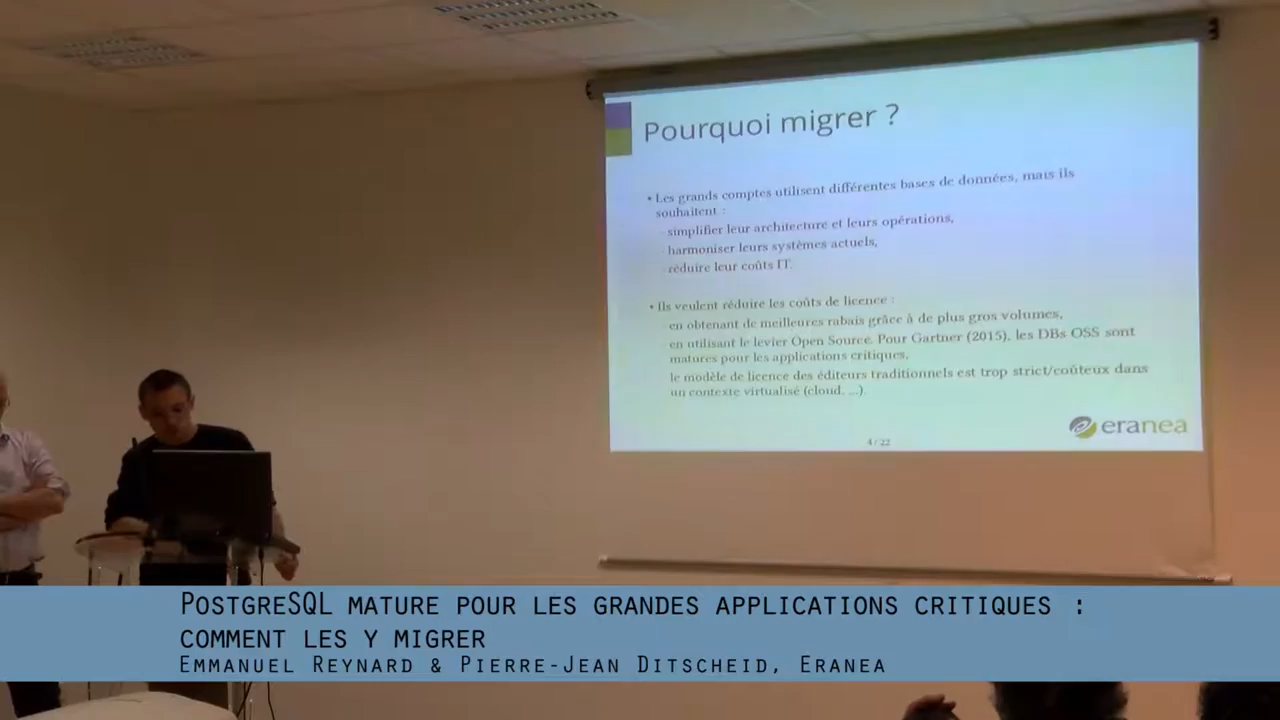 Pourquoi migrer ?
• Les grands comptes utilisent différentes bases de données, mais ils
souhaitent :
– simplifier leur architecture et leurs opérations,
– harmoniser leurs systèmes actuels,
– réduire leur coûts IT.
• Ils veulent réduire les coûts de licence :
– en obtenant de meilleures rabais grâce à de plus gros volumes,
– en utilisant le levier Open Source. Pour Gartner (2015), les DBs OSS sont
matures pour les applications critiques,
– le modèle de licence des éditeurs traditionnels est trop strict/coûteux dans
un contexte virtualisé (cloud, ...)
4 / 22
eranea
PostgreSQL mature pour les grandes applications critiques :
comment les y migrer
Emmanuel Reynard & Pierre-Jean Ditscheid, Eranea